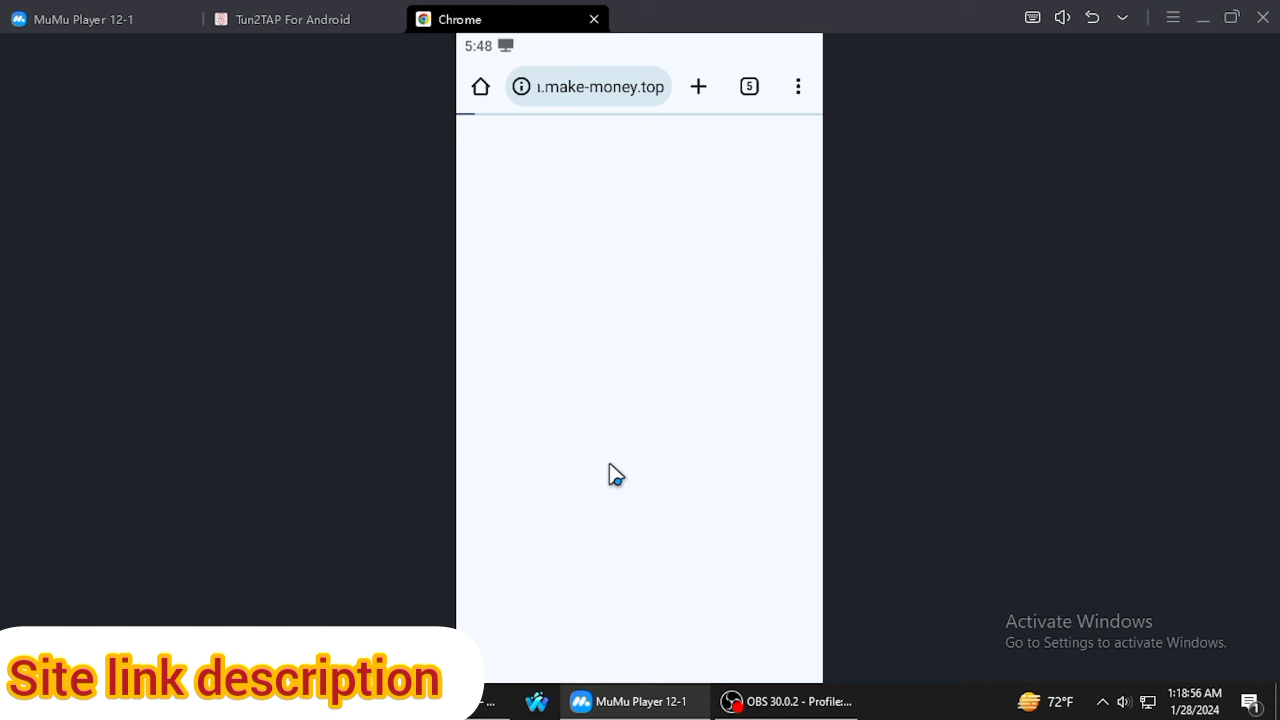 MuMu Player 12-1
Tun2TAP For Android
Chrome
5:48
.make-money.top
5
Activate Windows
Go to Settings to activate Windows.
Site link description
MuMu Player 12-1
OBS 30.0.2 - Profile:...
72°F
1:18:56 AM
1/28/2024